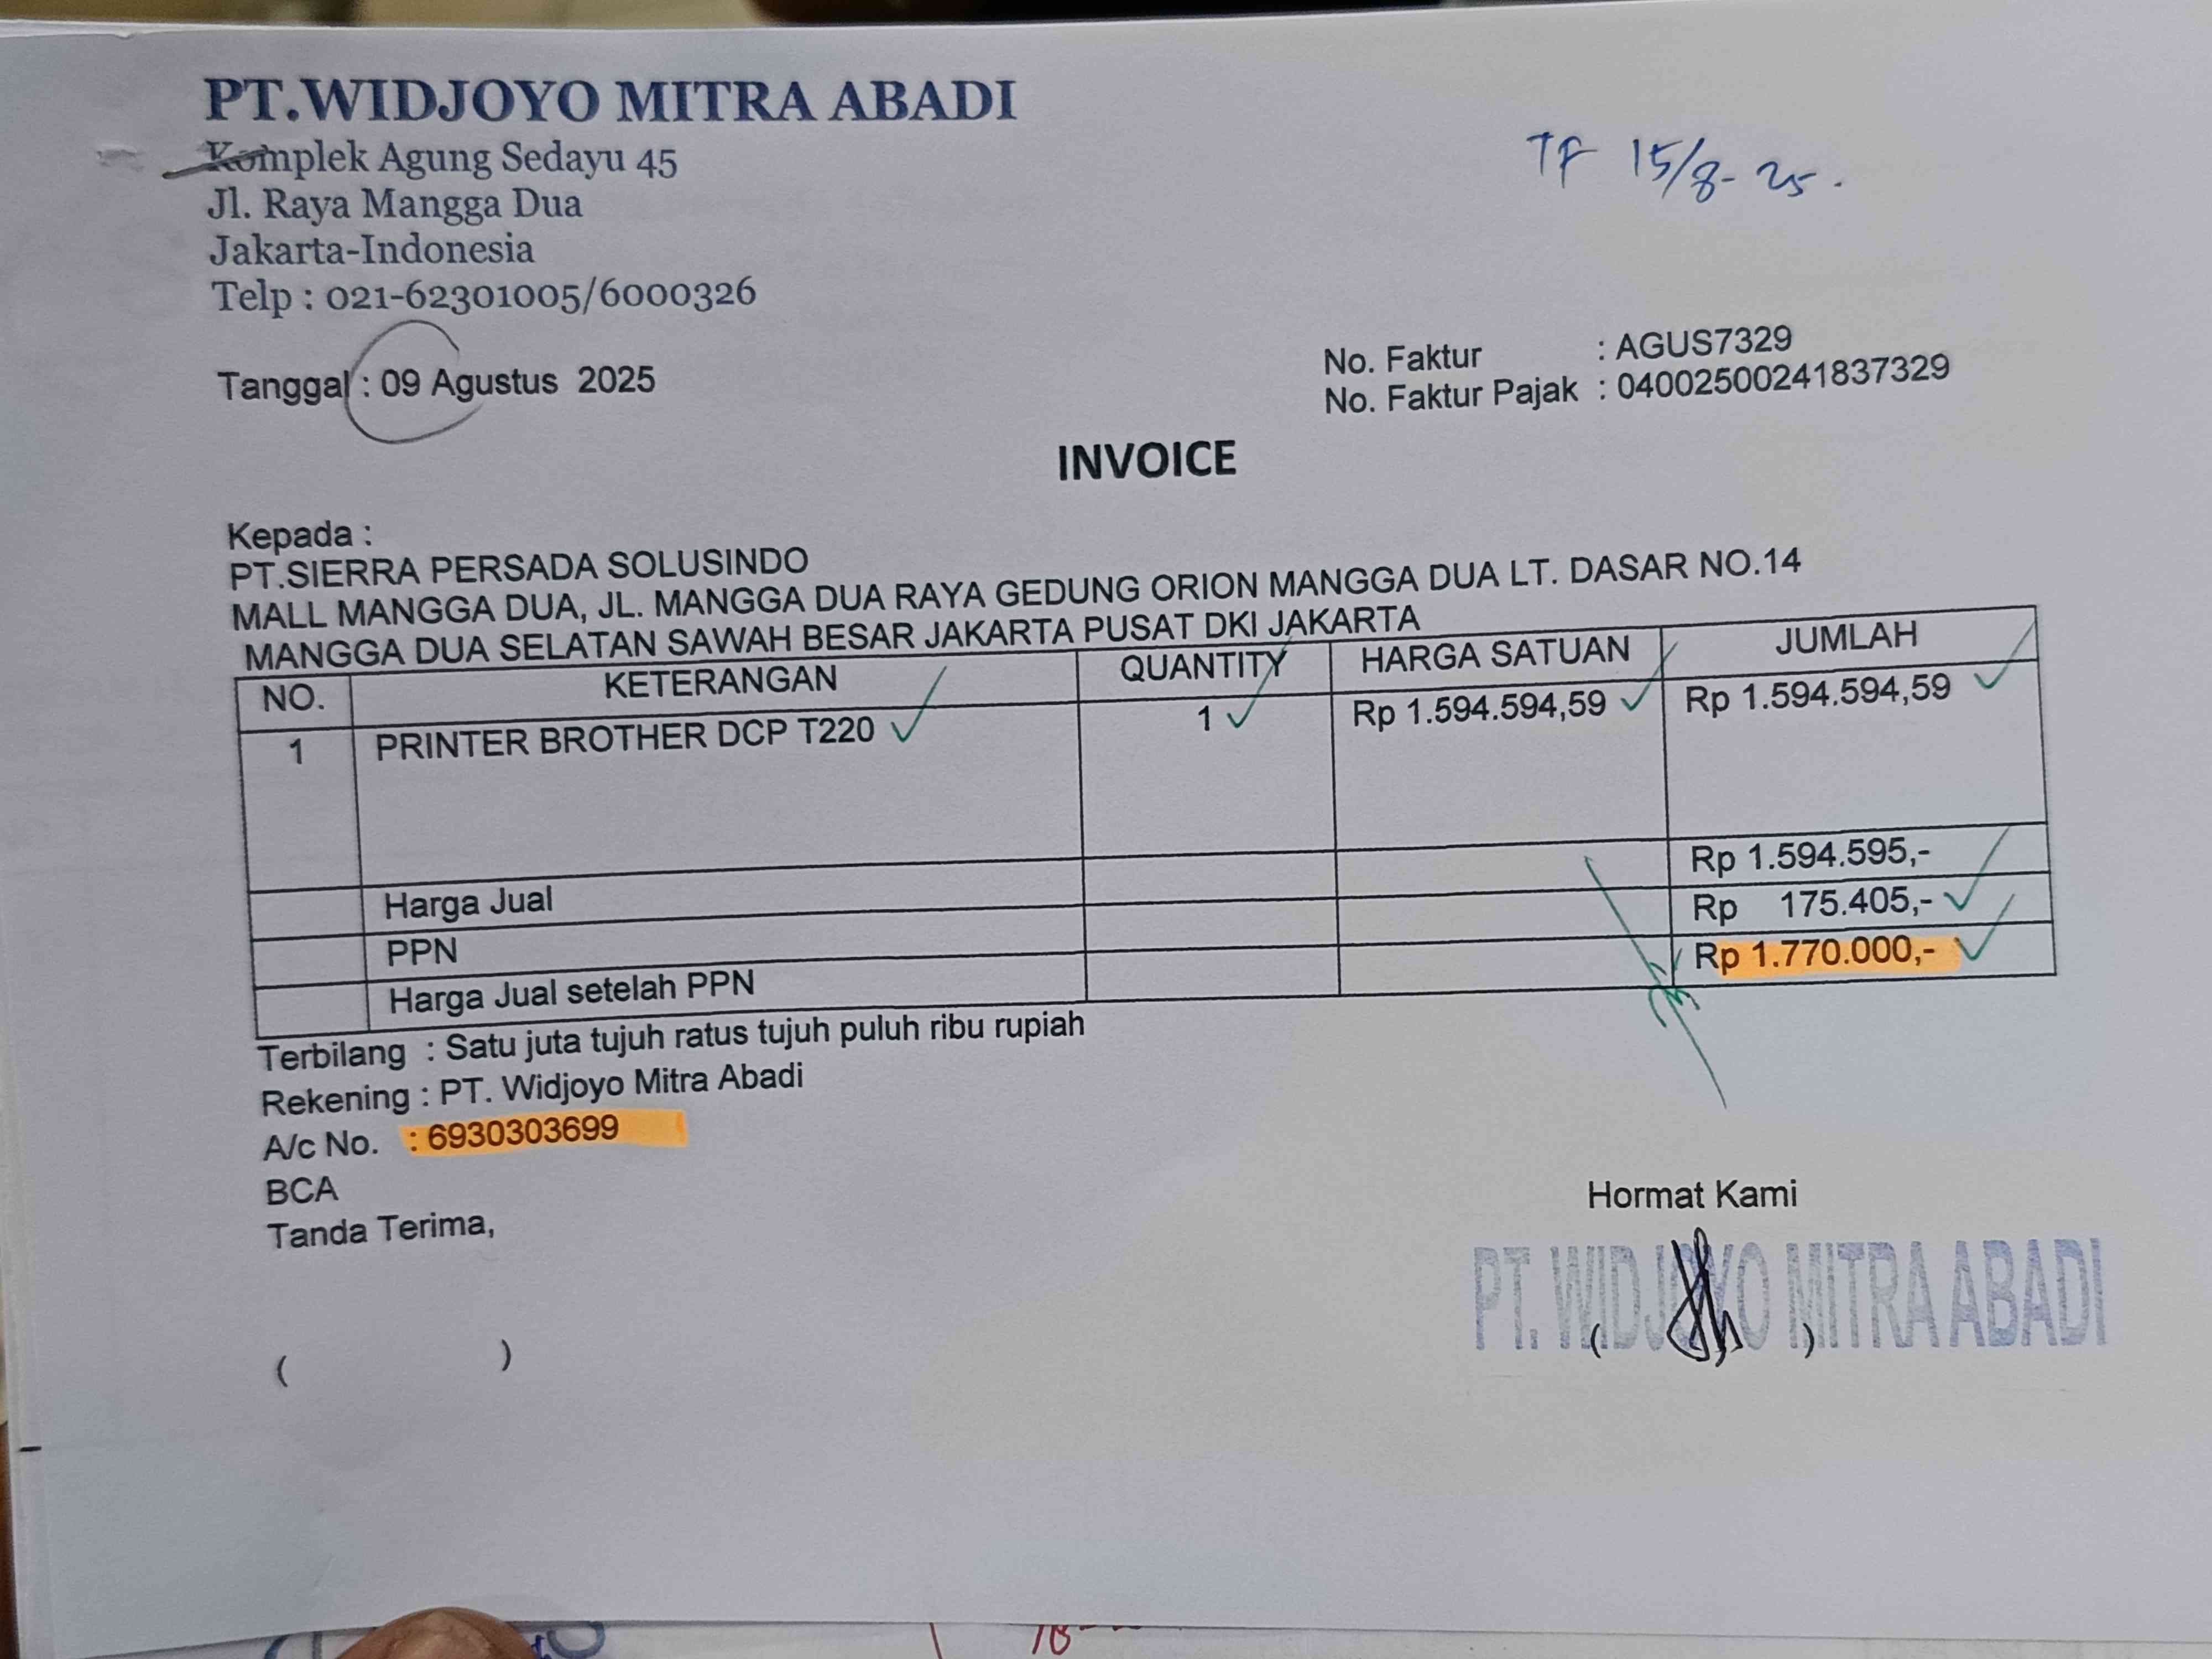 PT.WIDJOYO MITRA ABADI
Komplek Agung Sedayu 45
Jl. Raya Mangga Dua
Jakarta-Indonesia
Telp : 021-62301005/6000326
TF 15/8-25.
Tanggal : 09 Agustus 2025
No. Faktur : AGUS7329
No. Faktur Pajak : 04002500241837329
INVOICE
Kepada :
PT.SIERRA PERSADA SOLUSINDO
MALL MANGGA DUA, JL. MANGGA DUA RAYA GEDUNG ORION MANGGA DUA LT. DASAR NO.14
MANGGA DUA SELATAN SAWAH BESAR JAKARTA PUSAT DKI JAKARTA
NO. KETERANGAN QUANTITY HARGA SATUAN JUMLAH
1 PRINTER BROTHER DCP T220 1 Rp 1.594.594,59 Rp 1.594.594,59
Harga Jual Rp 1.594.595,-
PPN Rp 175.405,-
Harga Jual setelah PPN Rp 1.770.000,-
Terbilang : Satu juta tujuh ratus tujuh puluh ribu rupiah
Rekening : PT. Widjoyo Mitra Abadi
A/c No. : 6930303699
BCA
Tanda Terima,
Hormat Kami
PT. WIDJOYO MITRA ABADI
( )
( )